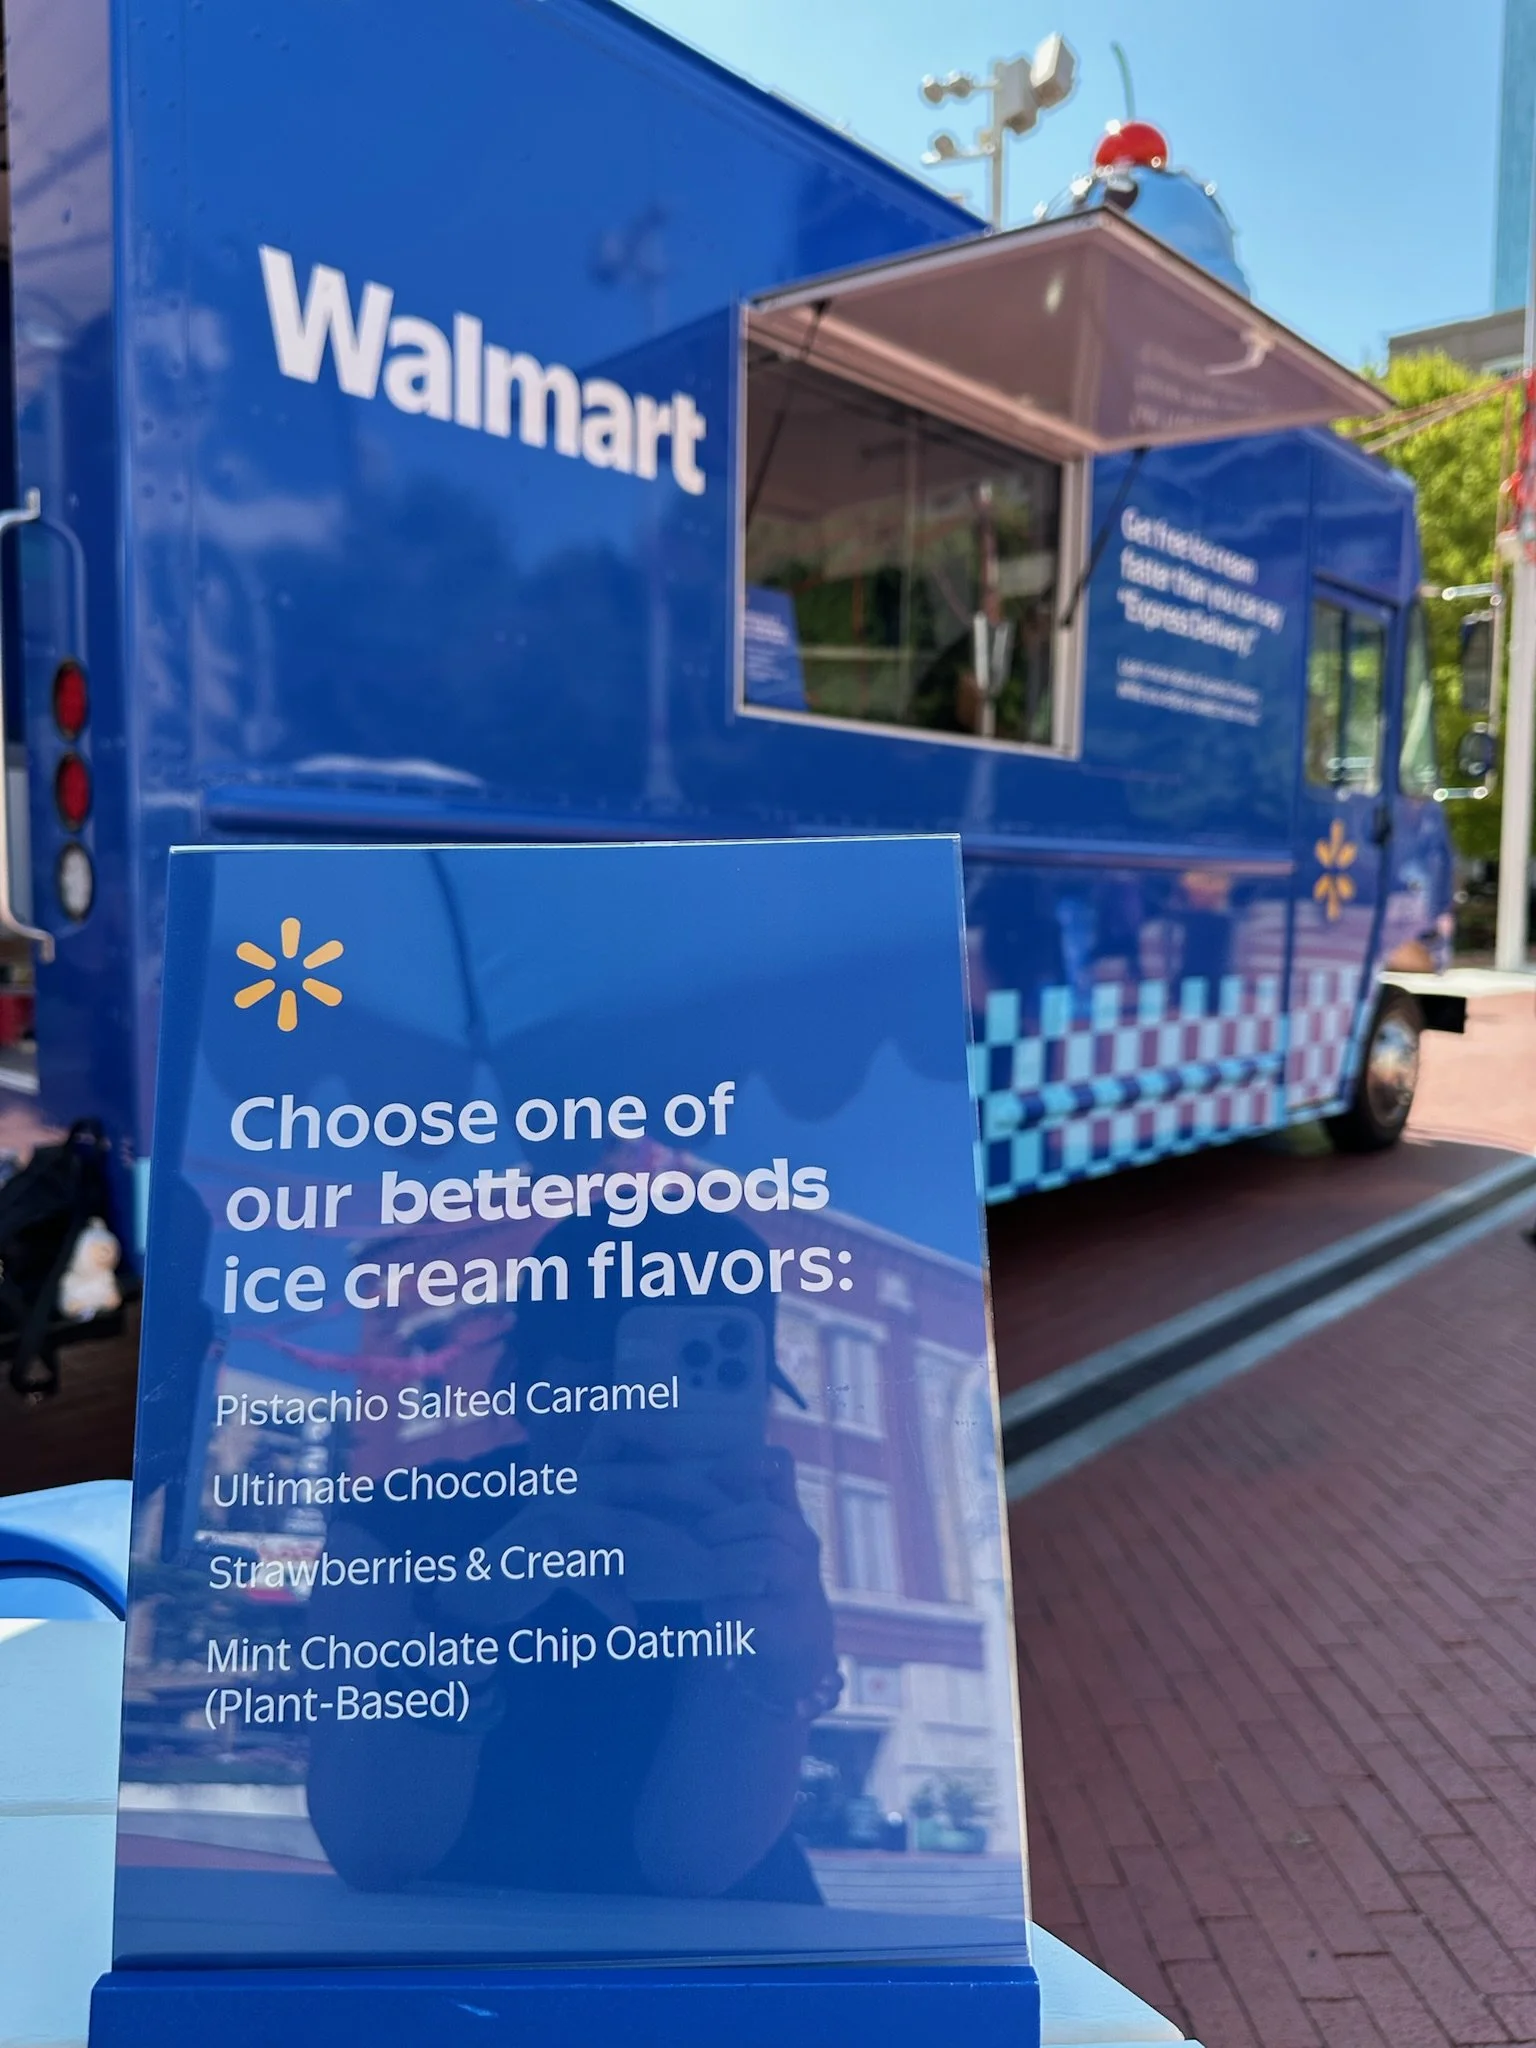 Walmart
Get free ice cream
faster than you can say
"Express Delivery."
Choose one of
our bettergoods
ice cream flavors:
Pistachio Salted Caramel
Ultimate Chocolate
Strawberries & Cream
Mint Chocolate Chip Oatmilk
(Plant-Based)